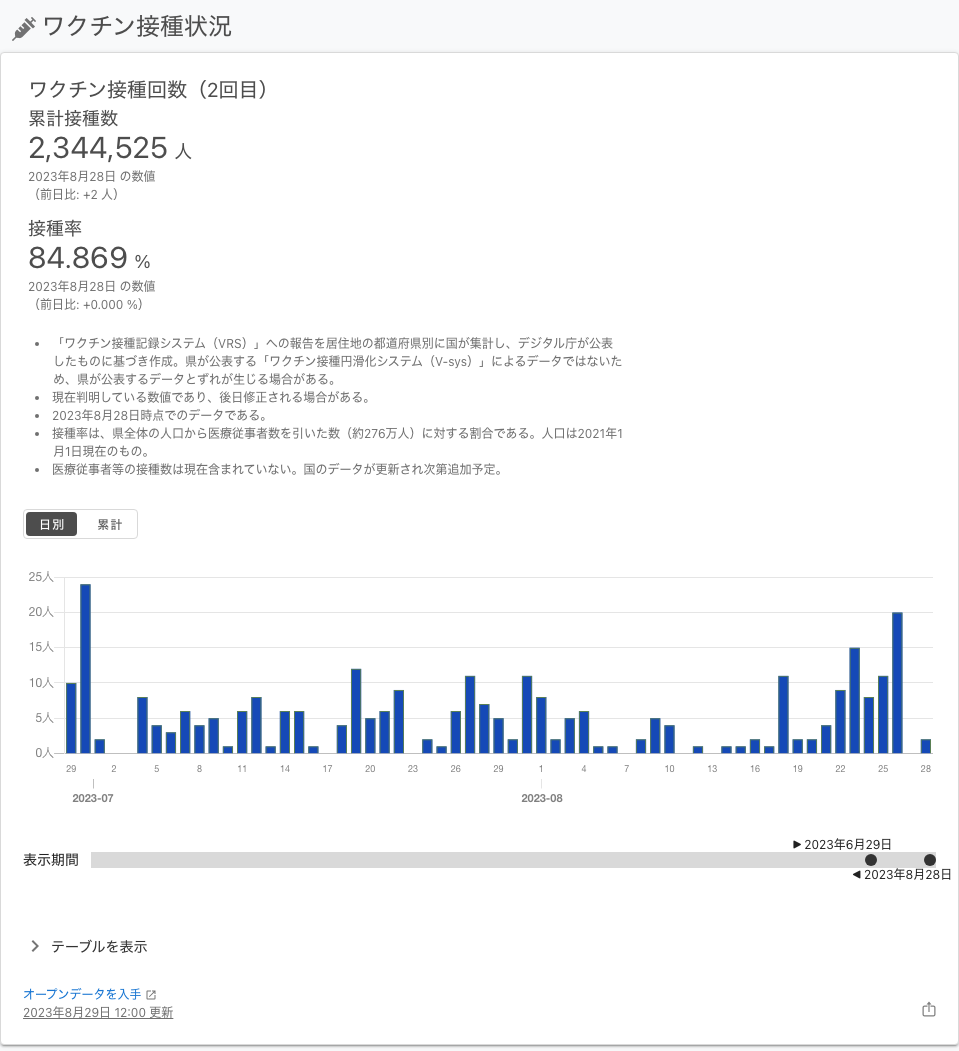 ワクチン接種状況
ワクチン接種回数（2回目）
累計接種数
2,344,525 人
2023年8月28日 の数値
（前日比: +2 人）
接種率
84.869 %
2023年8月28日 の数値
（前日比: +0.000 %）
• 「ワクチン接種記録システム（VRS）」への報告を居住地の都道府県別に国が集計し、デジタル庁が公表
したものに基づき作成。県が公表する「ワクチン接種円滑化システム（V-sys）」によるデータではないた
め、県が公表するデータとずれが生じる場合がある。
• 現在判明している数値であり、後日修正される場合がある。
• 2023年8月28日時点でのデータである。
• 接種率は、県全体の人口から医療従事者数を引いた数（約276万人）に対する割合である。人口は2021年1
月1日現在のもの。
• 医療従事者等の接種数は現在含まれていない。国のデータが更新され次第追加予定。
日別 累計
25人
20人
15人
10人
5人
0人
29 2 5 8 11 14 17 20 23 26 29 1 4 7 10 13 16 19 22 25 28
2023-07 2023-08
▶ 2023年6月29日
表示期間
◀ 2023年8月28日
テーブルを表示
オープンデータを入手
2023年8月29日 12:00 更新